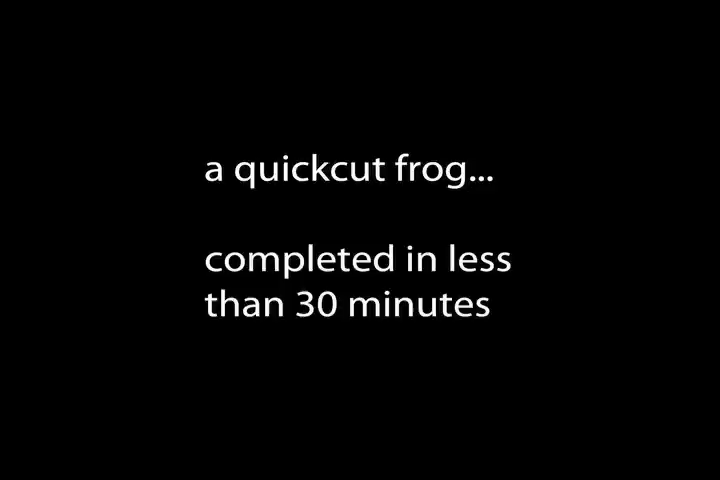 a quickcut frog...
completed in less
than 30 minutes